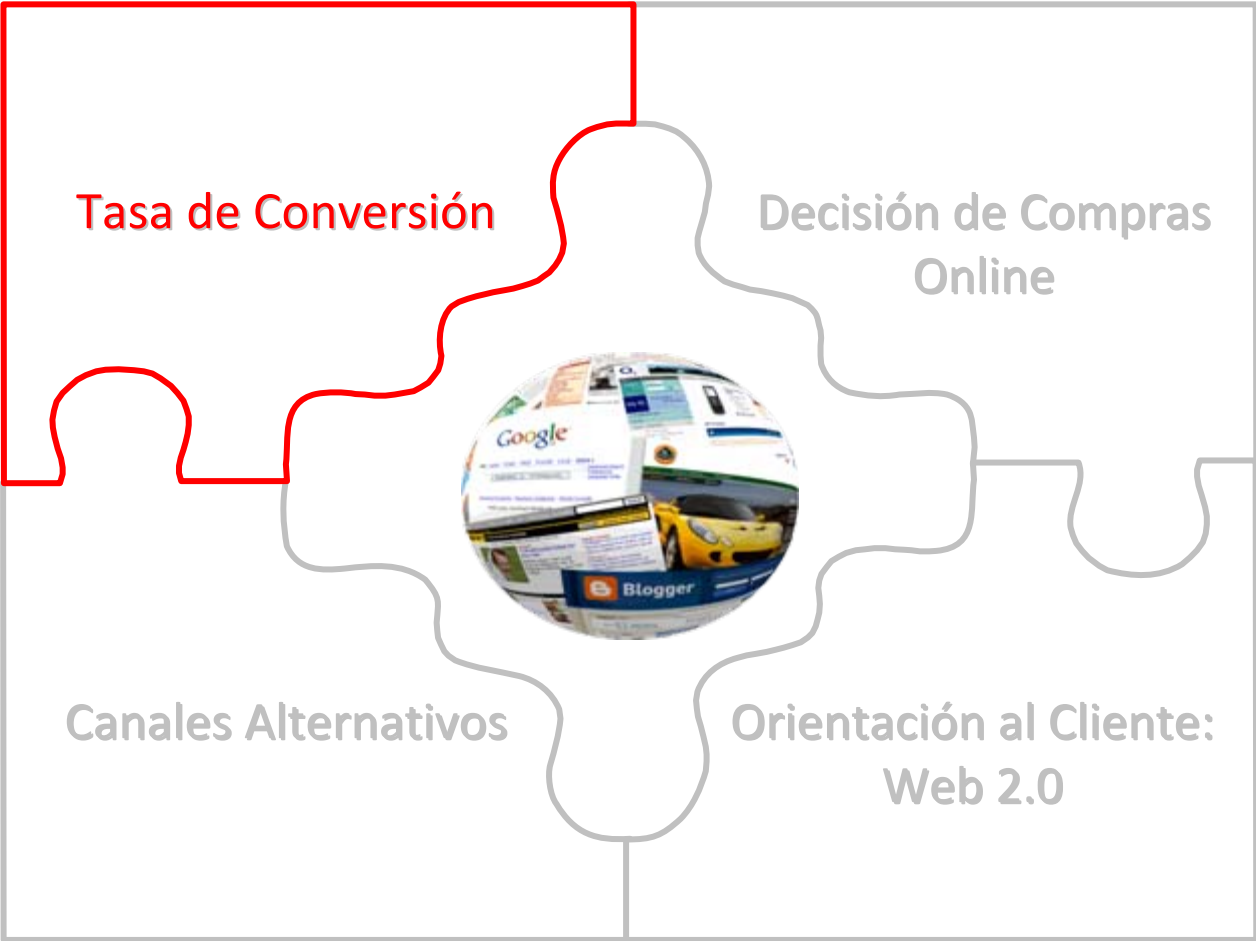 Tasa de Conversión
Decisión de Compras
Online
Google
Blogger
Canales Alternativos
Orientación al Cliente:
Web 2.0